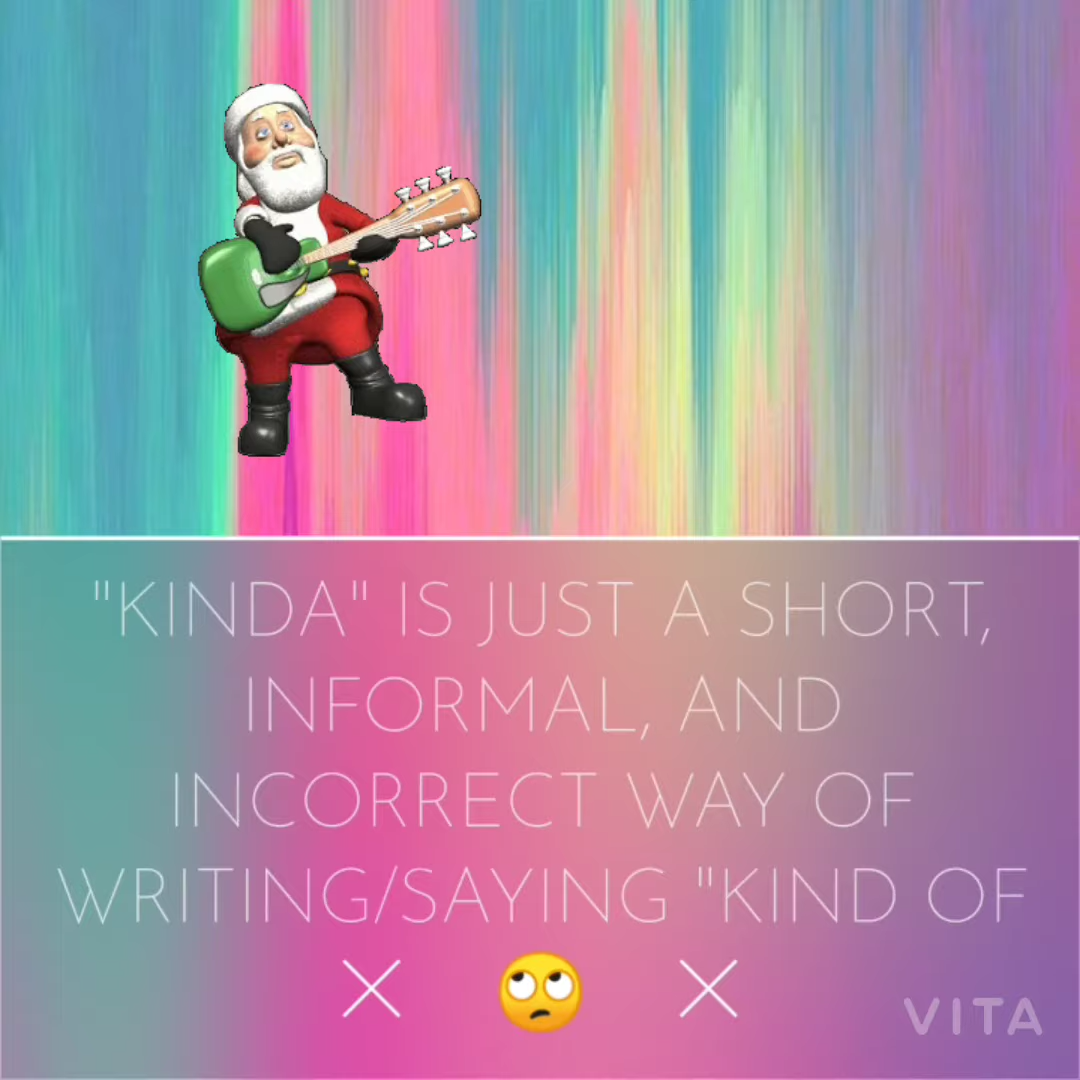 "KINDA" IS JUST A SHORT,
INFORMAL, AND
INCORRECT WAY OF
WRITING/SAYING "KIND OF
VITA